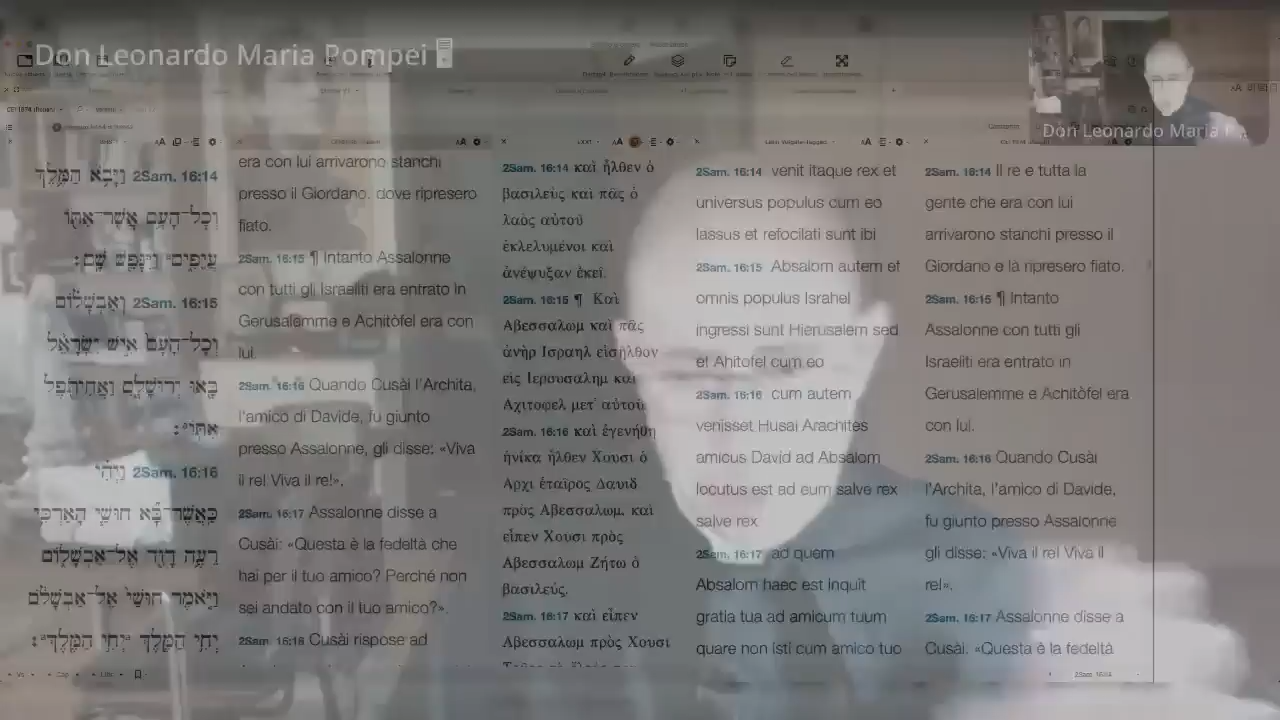 Don Leonardo Maria Pompei
Don Leonardo Maria
2Sam. 16:14 וַיָּבֹא הַמֶּלֶךְ
וְכָל־הָעָם אֲשֶׁר־אִתּוֹ
עֲיֵפִים וַיִּנָּפֵשׁ שָׁם׃
2Sam. 16:15 וְאַבְשָׁלוֹם
וְכָל־הָעָם אִישׁ יִשְׂרָאֵל
בָּאוּ יְרוּשָׁלִָם וַאֲחִיתֹפֶל
אִתּוֹ׃
2Sam. 16:16 וַיְהִי
כַּאֲשֶׁר־בָּא חוּשַׁי הָאַרְכִּי
רֵעֶה דָוִד אֶל־אַבְשָׁלוֹם
וַיֹּאמֶר חוּשַׁי אֶל־אַבְשָׁלֹם
יְחִי הַמֶּלֶךְ יְחִי הַמֶּלֶךְ׃
era con lui arrivarono stanchi
presso il Giordano, dove ripresero
fiato.
2Sam. 16:15 ¶ Intanto Assalonne
con tutti gli Israeliti era entrato in
Gerusalemme e Achitòfel era con
lui.
2Sam. 16:16 Quando Cusài l'Archita,
l'amico di Davide, fu giunto
presso Assalonne, gli disse: «Viva
il re! Viva il re!».
2Sam. 16:17 Assalonne disse a
Cusài: «Questa è la fedeltà che
hai per il tuo amico? Perché non
sei andato con il tuo amico?».
2Sam. 16:18 Cusài rispose ad
2Sam. 16:14 καὶ ἦλθεν ὁ
βασιλεὺς καὶ πᾶς ὁ
λαὸς αὐτοῦ
ἐκλελυμένοι καὶ
ἀνέψυξαν ἐκεῖ.
2Sam. 16:15 ¶ Καὶ
Αβεσσαλωμ καὶ πᾶς
ἀνὴρ Ισραηλ εἰσῆλθον
εἰς Ιερουσαλημ καὶ
Αχιτοφελ μετ᾽ αὐτοῦ.
2Sam. 16:16 καὶ ἐγενήθη
ἡνίκα ἦλθεν Χουσι ὁ
Αρχι ἑταῖρος Δαυιδ
πρὸς Αβεσσαλωμ, καὶ
εἶπεν Χουσι πρὸς
Αβεσσαλωμ Ζήτω ὁ
βασιλεύς.
2Sam. 16:17 καὶ εἶπεν
Αβεσσαλωμ πρὸς Χουσι
2Sam. 16:14 venit itaque rex et
universus populus cum eo
lassus et refocilati sunt ibi
2Sam. 16:15 Absalom autem et
omnis populus Israhel
ingressi sunt Hierusalem sed
et Ahitofel cum eo
2Sam. 16:16 cum autem
venisset Husai Arachites
amicus David ad Absalom
locutus est ad eum salve rex
salve rex
2Sam. 16:17 ad quem
Absalom haec est inquit
gratia tua ad amicum tuum
quare non isti cum amico tuo
2Sam. 16:14 Il re e tutta la
gente che era con lui
arrivarono stanchi presso il
Giordano e là ripresero fiato.
2Sam. 16:15 ¶ Intanto
Assalonne con tutti gli
Israeliti era entrato in
Gerusalemme e Achitòfel era
con lui.
2Sam. 16:16 Quando Cusài
l'Archita, l'amico di Davide,
fu giunto presso Assalonne
gli disse: «Viva il re! Viva il
re!».
2Sam. 16:17 Assalonne disse a
Cusài: «Questa è la fedeltà